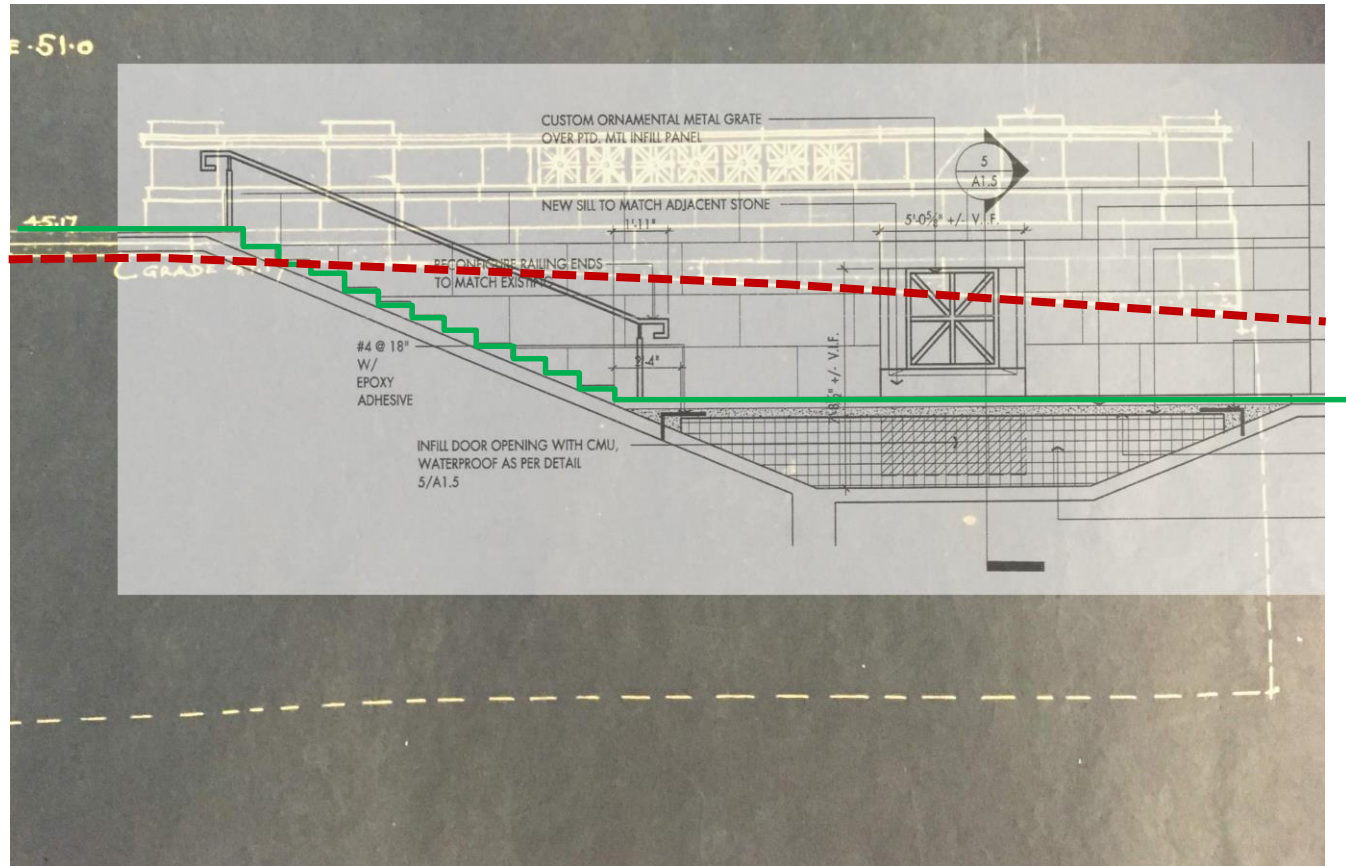 E·51·0
CUSTOM ORNAMENTAL METAL GRATE
OVER PTD. MTL INFILL PANEL
5
A1.5
NEW SILL TO MATCH ADJACENT STONE
1'-11"
5'-0⅝" +/- V.I.F.
45.17
GRADE
RECONFIGURE RAILING ENDS
TO MATCH EXISTING
#4 @ 18"
W/
EPOXY
ADHESIVE
2'-4"
+/- V.I.F.
INFILL DOOR OPENING WITH CMU,
WATERPROOF AS PER DETAIL
5/A1.5